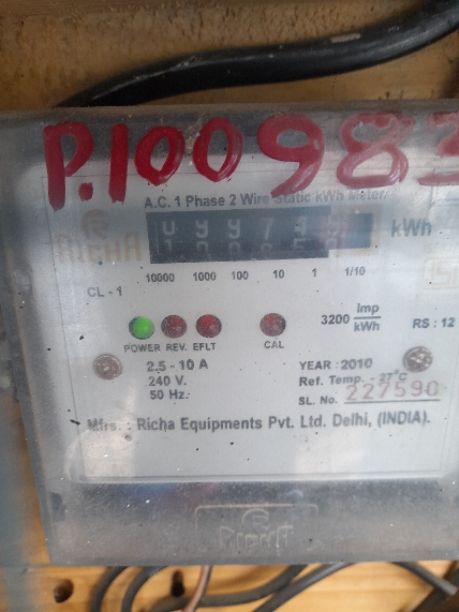 P.100983
A.C. 1 Phase 2 Wire Static kWh Meter
RICHA
kWh
10000 1000 100 10 1 1/10
CL - 1
3200 Imp/kWh
RS : 12
POWER REV. EFLT CAL
2.5 - 10 A
240 V.
50 Hz.
YEAR : 2010
Ref. Temp. - 27°C
SL. No. 227590
Mfrs. : Richa Equipments Pvt. Ltd. Delhi, (INDIA).
RICHA